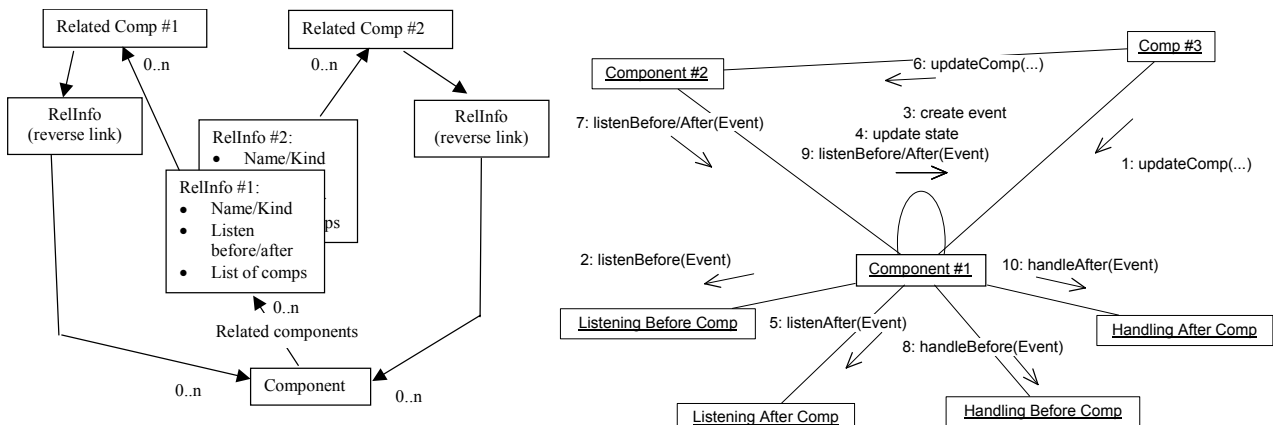 Related Comp #1
Related Comp #2
0..n
0..n
RelInfo
(reverse link)
RelInfo
(reverse link)
RelInfo #2:
• Name/Kind
ps
RelInfo #1:
• Name/Kind
• Listen
before/after
• List of comps
0..n
Related components
Component
0..n
0..n
Comp #3
Component #2
6: updateComp(...)
3: create event
7: listenBefore/After(Event)
4: update state
9: listenBefore/After(Event)
1: updateComp(...)
2: listenBefore(Event)
Component #1
10: handleAfter(Event)
Listening Before Comp
5: listenAfter(Event)
Handling After Comp
8: handleBefore(Event)
Listening After Comp
Handling Before Comp